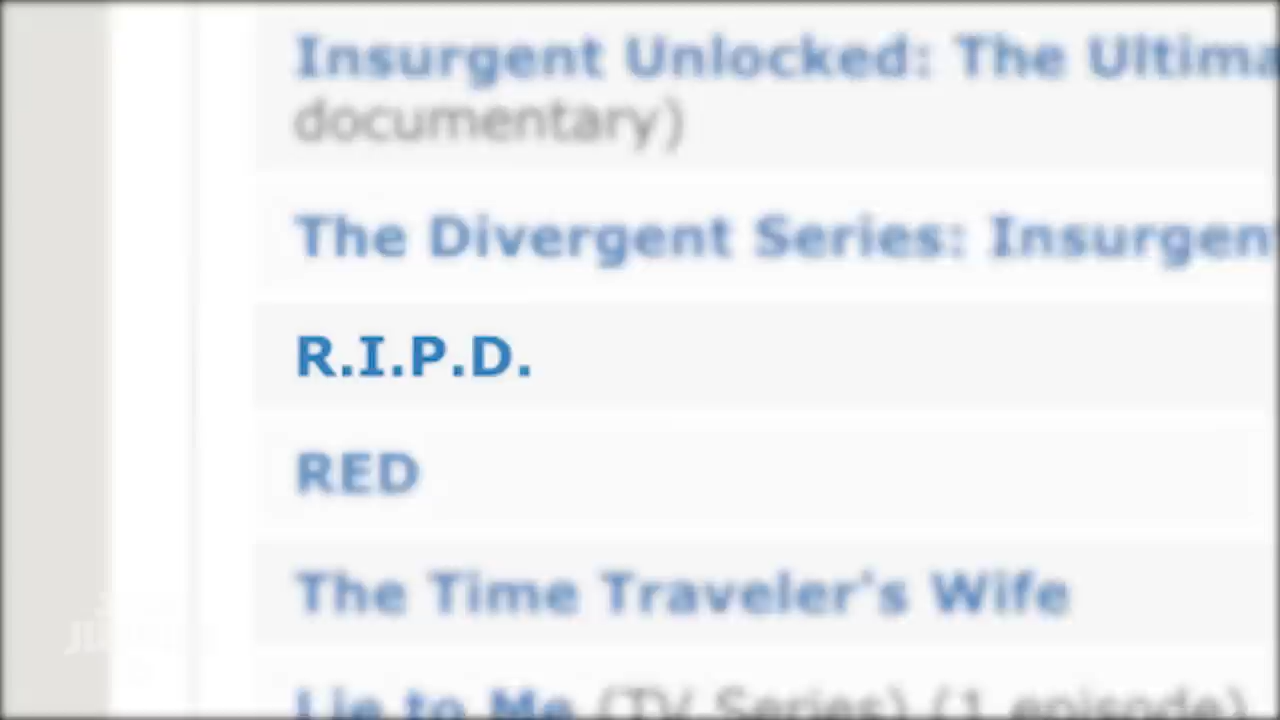 Insurgent Unlocked: The Ultima
documentary)
The Divergent Series: Insurgent
R.I.P.D.
RED
The Time Traveler's Wife
Lie to Me (TV Series) (1 episode)